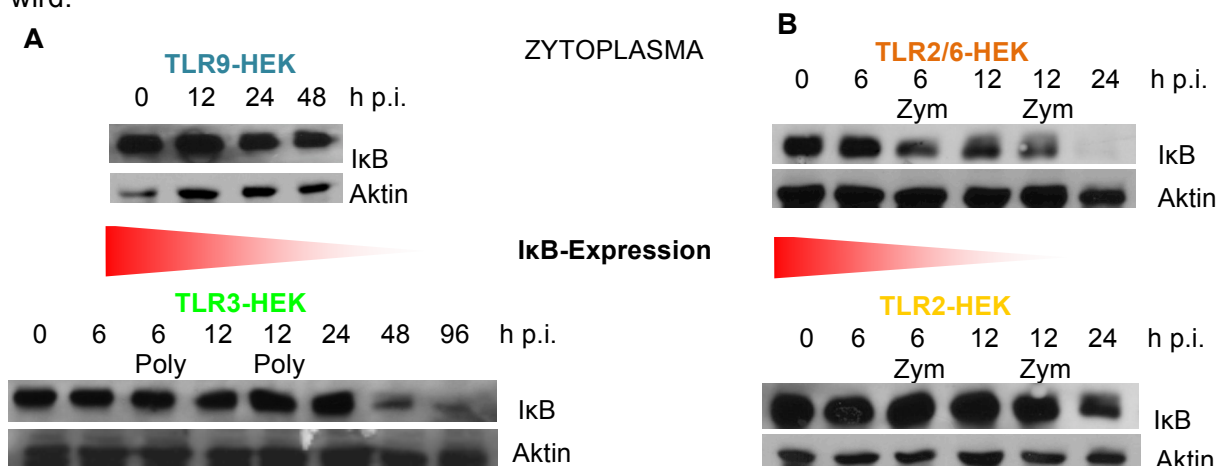 wird.
A
TLR9-HEK
0 12 24 48 h p.i.
IκB
Aktin
ZYTOPLASMA
IκB-Expression
TLR3-HEK
0 6 6 12 12 24 48 96 h p.i.
Poly Poly
IκB
Aktin
B
TLR2/6-HEK
0 6 6 12 12 24 h p.i.
Zym Zym
IκB
Aktin
TLR2-HEK
0 6 6 12 12 24 h p.i.
Zym Zym
IκB
Aktin